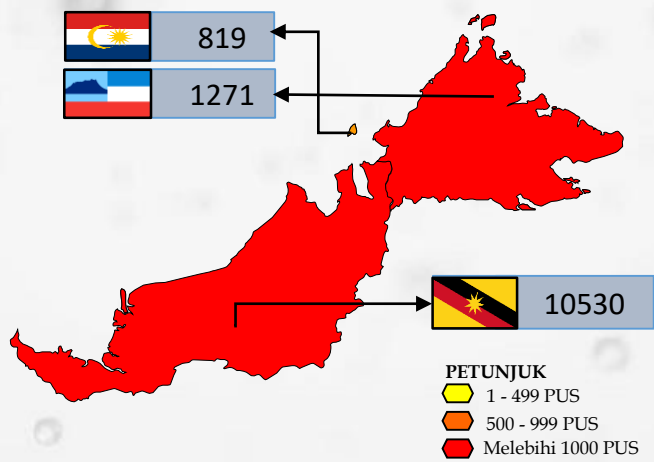 819
1271
10530
PETUNJUK
1 - 499 PUS
500 - 999 PUS
Melebihi 1000 PUS